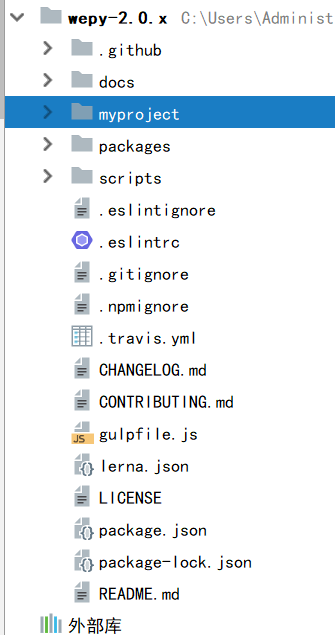 wepy-2.0.x C:\Users\Administ
.github
docs
myproject
packages
scripts
.eslintignore
.eslintrc
.gitignore
.npmignore
.travis.yml
CHANGELOG.md
CONTRIBUTING.md
gulpfile.js
lerna.json
LICENSE
package.json
package-lock.json
README.md
外部库